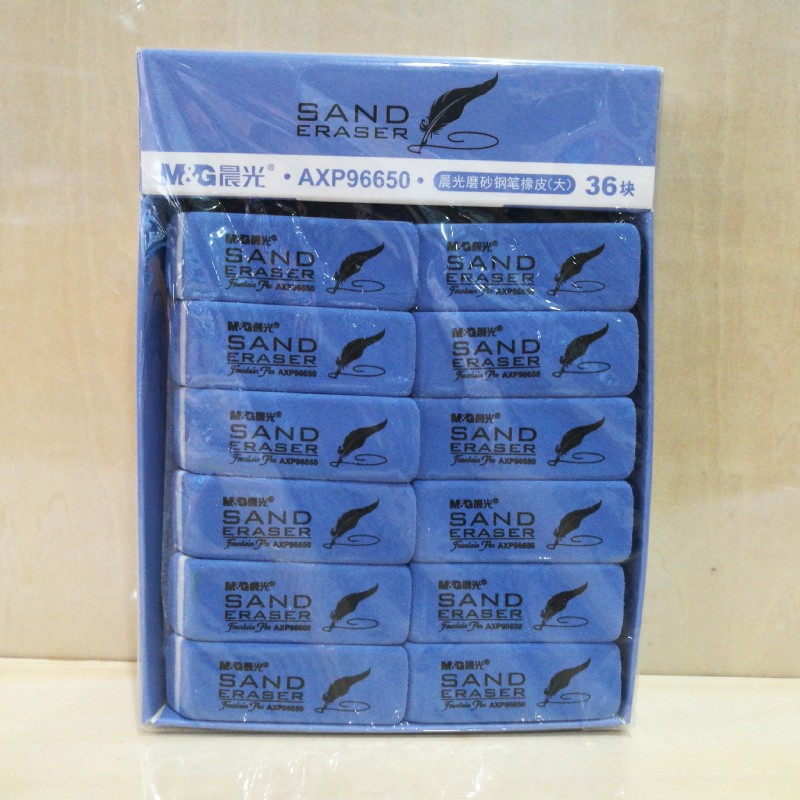 SAND
ERASER
M&G晨光® · AXP96650 · 晨光磨砂钢笔橡皮(大) 36块
M&G晨光®
SAND
ERASER
Fountain Pen AXP96650
M&G晨光®
SAND
ERASER
Fountain Pen AXP96650
M&G晨光®
SAND
ERASER
Fountain Pen AXP96650
M&G晨光®
SAND
ERASER
Fountain Pen AXP96650
M&G晨光®
SAND
ERASER
Fountain Pen AXP96650
M&G晨光®
SAND
ERASER
Fountain Pen AXP96650
M&G晨光®
SAND
ERASER
Fountain Pen AXP96650
M&G晨光®
SAND
ERASER
Fountain Pen AXP96650
M&G晨光®
SAND
ERASER
Fountain Pen AXP96650
M&G晨光®
SAND
ERASER
Fountain Pen AXP96650
M&G晨光®
SAND
ERASER
Fountain Pen AXP96650
M&G晨光®
SAND
ERASER
Fountain Pen AXP96650